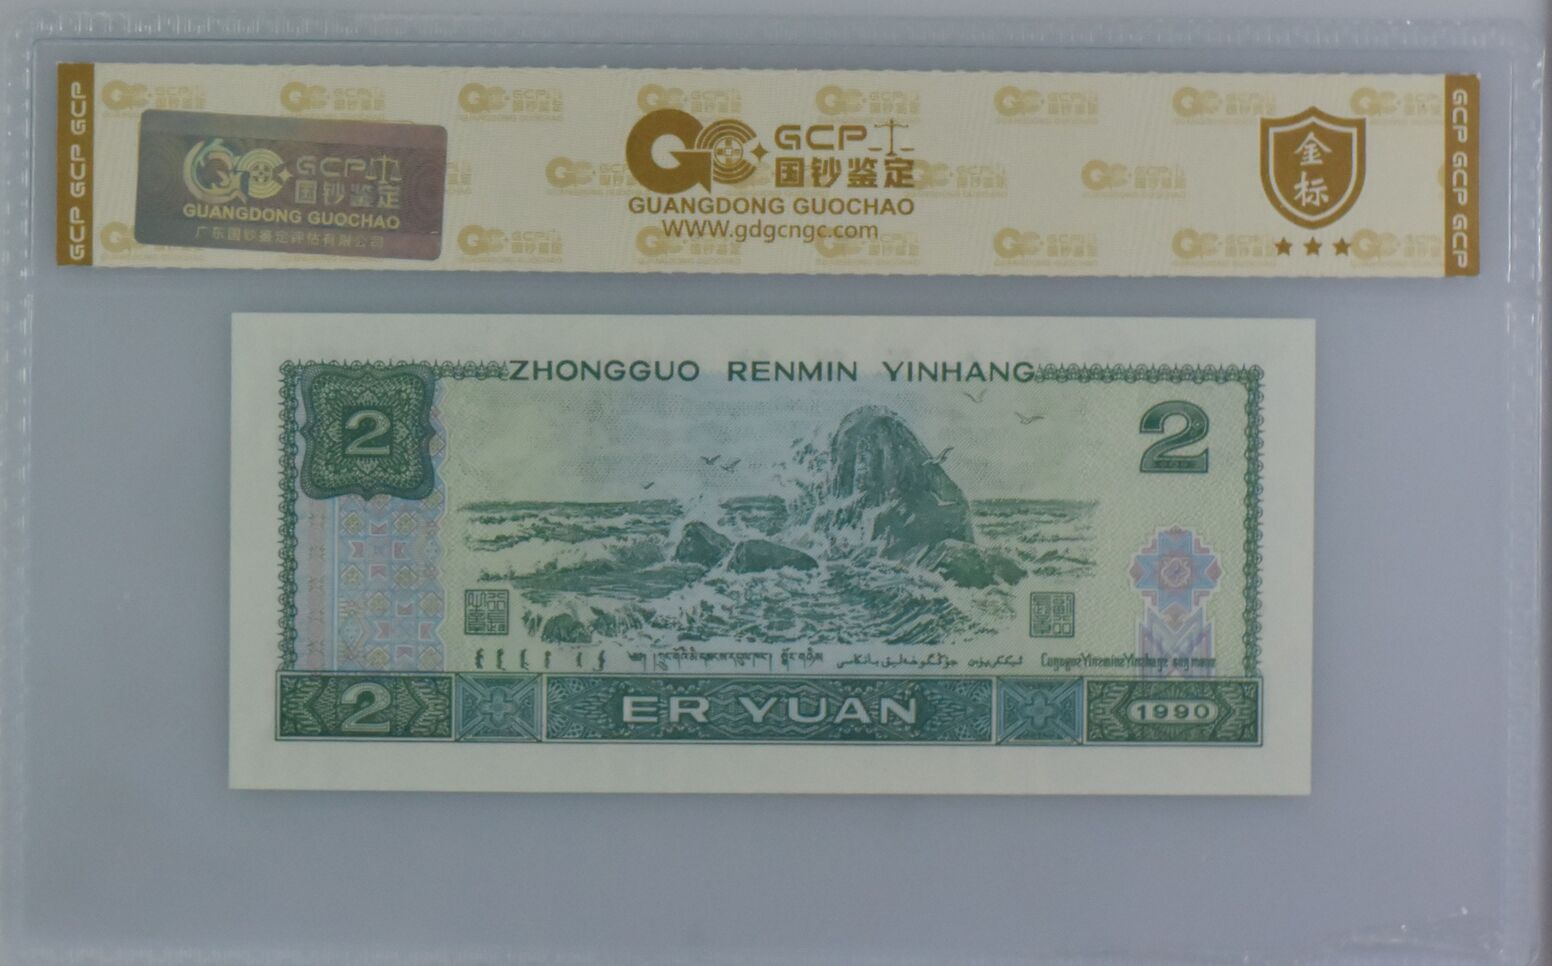 GCP GCP GCP
GCP
国钞鉴定
GUANGDONG GUOCHAO
广东国钞鉴定评估有限公司
GCP
国钞鉴定
GUANGDONG GUOCHAO
WWW.gdgcngc.com
金标
GCP GCP GCP
ZHONGGUO RENMIN YINHANG
2
2
2 ER YUAN 1990